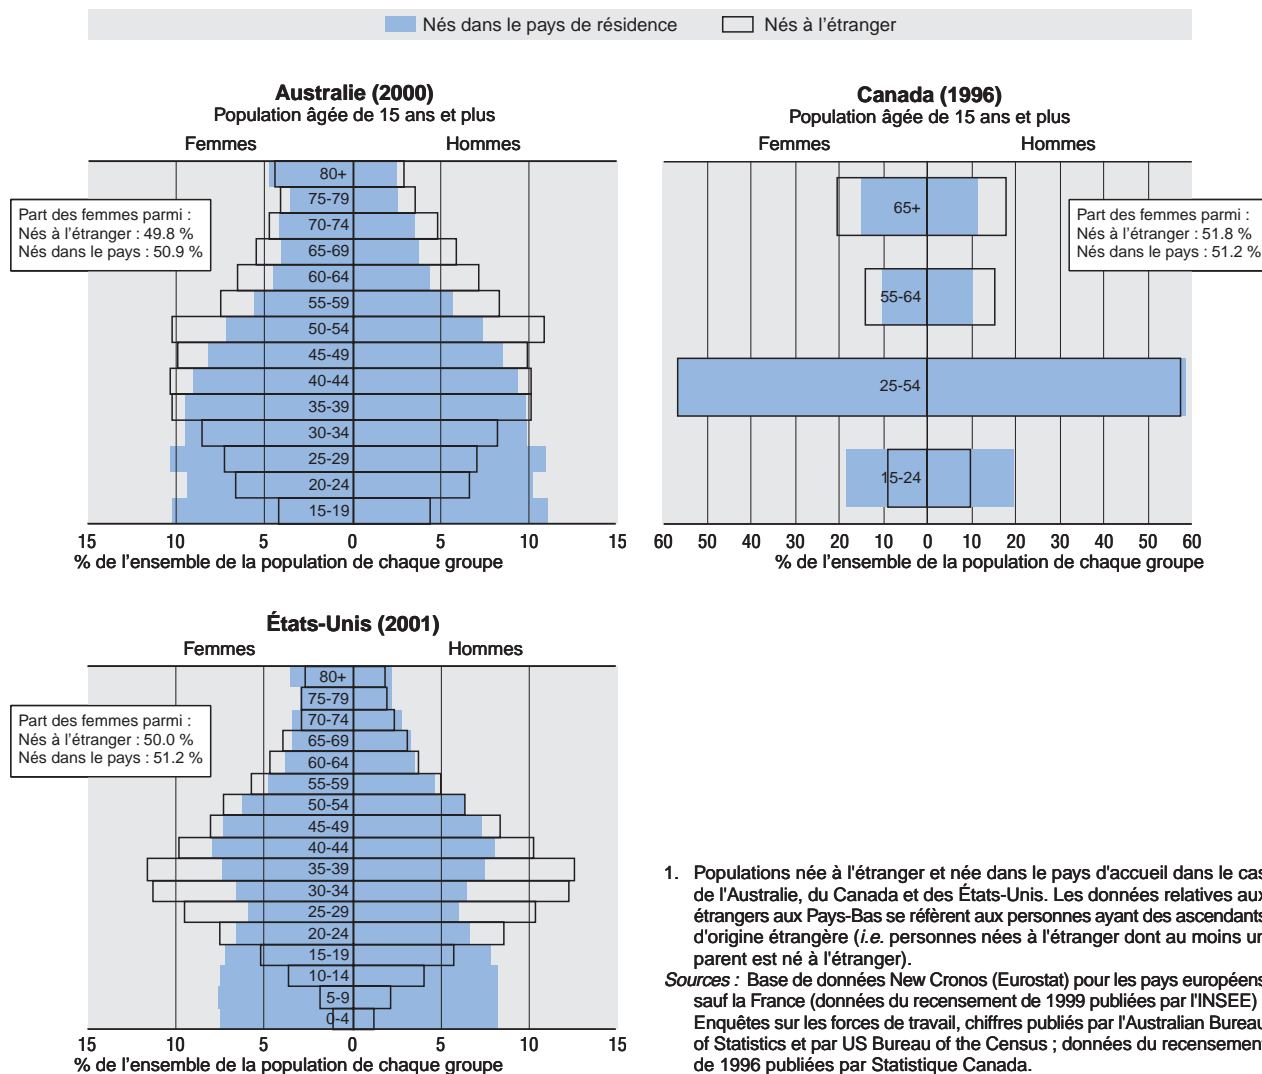 Nés dans le pays de résidence
Nés à l'étranger
Australie (2000)
Population âgée de 15 ans et plus
Femmes
Hommes
80+
75-79
70-74
65-69
60-64
55-59
50-54
45-49
40-44
35-39
30-34
25-29
20-24
15-19
Part des femmes parmi :
Nés à l'étranger : 49.8 %
Nés dans le pays : 50.9 %
15 10 5 0 5 10 15
% de l'ensemble de la population de chaque groupe
Canada (1996)
Population âgée de 15 ans et plus
Femmes
Hommes
65+
55-64
25-54
15-24
Part des femmes parmi :
Nés à l'étranger : 51.8 %
Nés dans le pays : 51.2 %
60 50 40 30 20 10 0 10 20 30 40 50 60
% de l'ensemble de la population de chaque groupe
États-Unis (2001)
Femmes
Hommes
80+
75-79
70-74
65-69
60-64
55-59
50-54
45-49
40-44
35-39
30-34
25-29
20-24
15-19
10-14
5-9
0-4
Part des femmes parmi :
Nés à l'étranger : 50.0 %
Nés dans le pays : 51.2 %
15 10 5 0 5 10 15
% de l'ensemble de la population de chaque groupe
1. Populations née à l'étranger et née dans le pays d'accueil dans le cas
de l'Australie, du Canada et des États-Unis. Les données relatives aux
étrangers aux Pays-Bas se réfèrent aux personnes ayant des ascendants
d'origine étrangère (i.e. personnes nées à l'étranger dont au moins un
parent est né à l'étranger).
Sources : Base de données New Cronos (Eurostat) pour les pays européens
sauf la France (données du recensement de 1999 publiées par l'INSEE)
Enquêtes sur les forces de travail, chiffres publiés par l'Australian Bureau
of Statistics et par US Bureau of the Census ; données du recensement
de 1996 publiées par Statistique Canada.